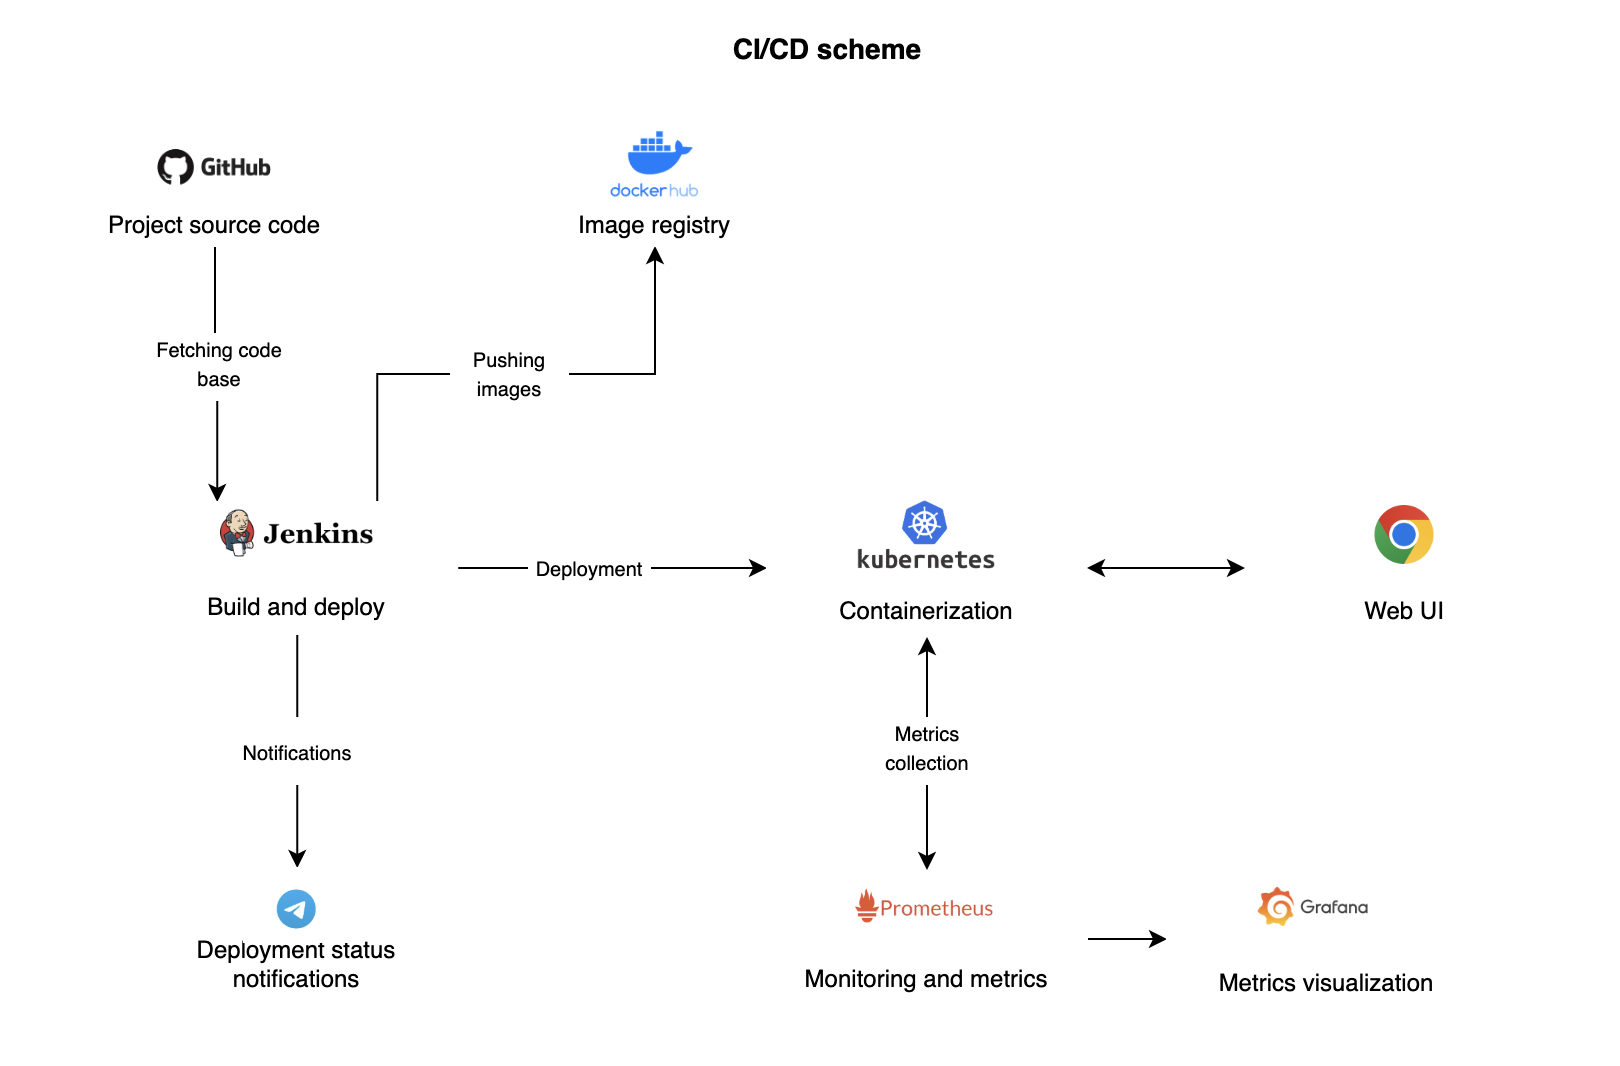 CI/CD scheme
GitHub
Project source code
docker hub
Image registry
Fetching code
base
Pushing
images
Jenkins
Build and deploy
Deployment
kubernetes
Containerization
Web UI
Notifications
Metrics
collection
Deployment status
notifications
Prometheus
Monitoring and metrics
Grafana
Metrics visualization